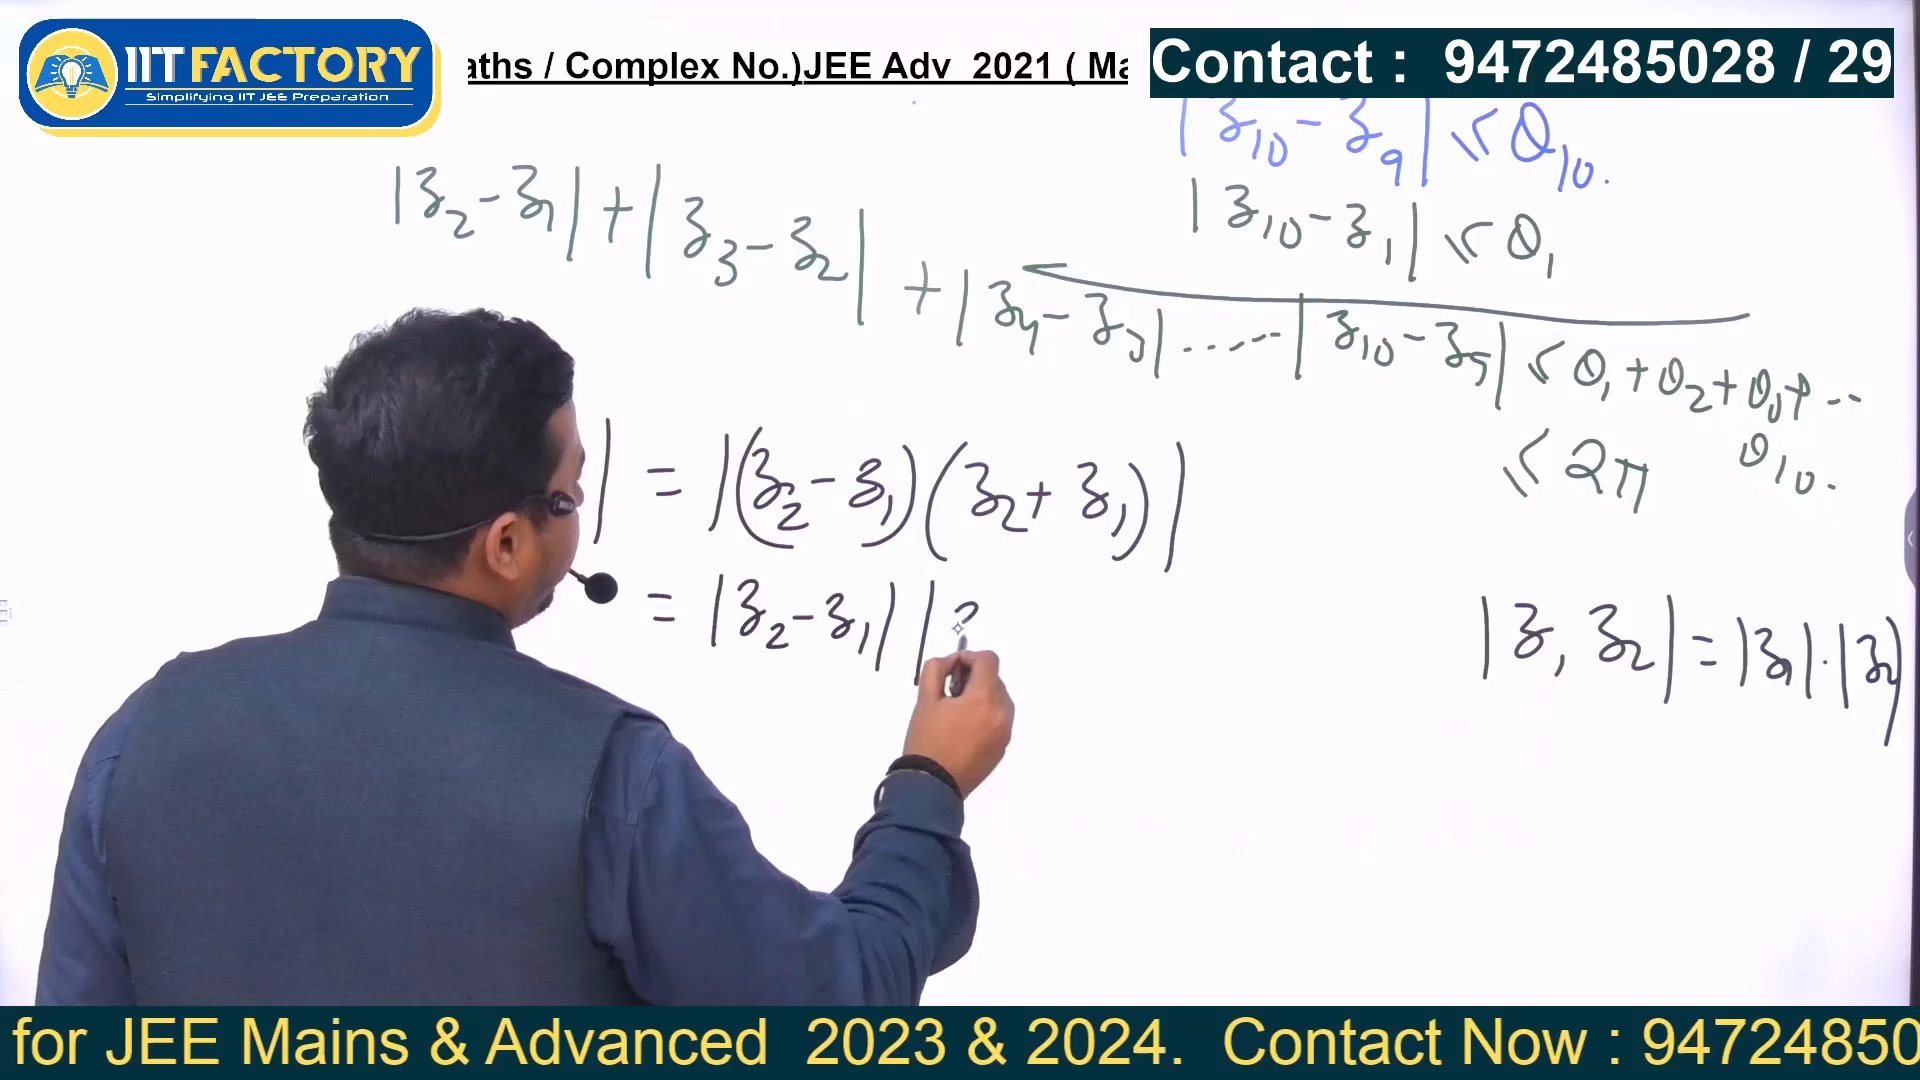 IIT FACTORY
Simplifying IIT JEE Preparation
aths / Complex No.)JEE Adv 2021 ( Ma
Contact : 9472485028 / 29
|z₁₀ - z₉| ≤ θ₁₀.
|z₂ - z₁| + |z₃ - z₂|
|z₁₀ - z₁| ≤ θ₁
+ |z₄ - z₃| ..... |z₁₀ - z₉| ≤ θ₁ + θ₂ + θ₃ + ..
θ₁₀.
≤ 2π
| = |(z₂ - z₁)(z₂ + z₁)|
= |z₂ - z₁| |
|z₁ z₂| = |z₁| . |z₂|
for JEE Mains & Advanced 2023 & 2024. Contact Now : 94724850